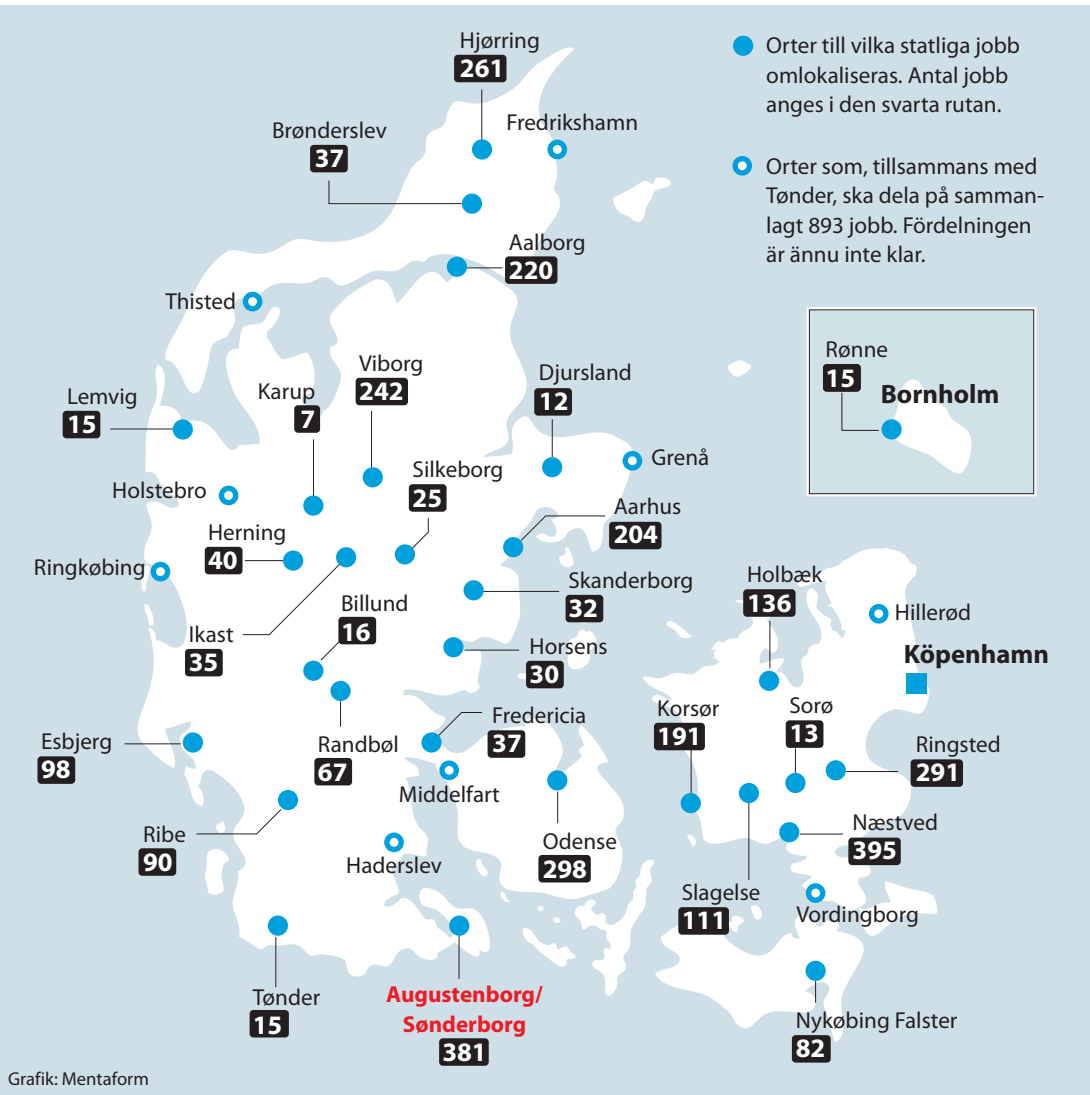 Hjørring
261
Orter till vilka statliga jobb
omlokaliseras. Antal jobb
anges i den svarta rutan.
Brønderslev
37
Fredrikshamn
Orter som, tillsammans med
Tønder, ska dela på samman-
lagt 893 jobb. Fördelningen
är ännu inte klar.
Aalborg
220
Thisted
Rønne
15
Bornholm
Viborg
242
Djursland
12
Lemvig
15
Karup
7
Silkeborg
25
Grenå
Holstebro
Aarhus
204
Herning
40
Ringkøbing
Skanderborg
32
Holbæk
136
Hillerød
Billund
16
Ikast
35
Horsens
30
Köpenhamn
Korsør
191
Sorø
13
Fredericia
37
Esbjerg
98
Randbøl
67
Ringsted
291
Middelfart
Ribe
90
Odense
298
Næstved
395
Haderslev
Slagelse
111
Vordingborg
Tønder
15
Augustenborg/
Sønderborg
381
Nykøbing Falster
82
Grafik: Mentaform